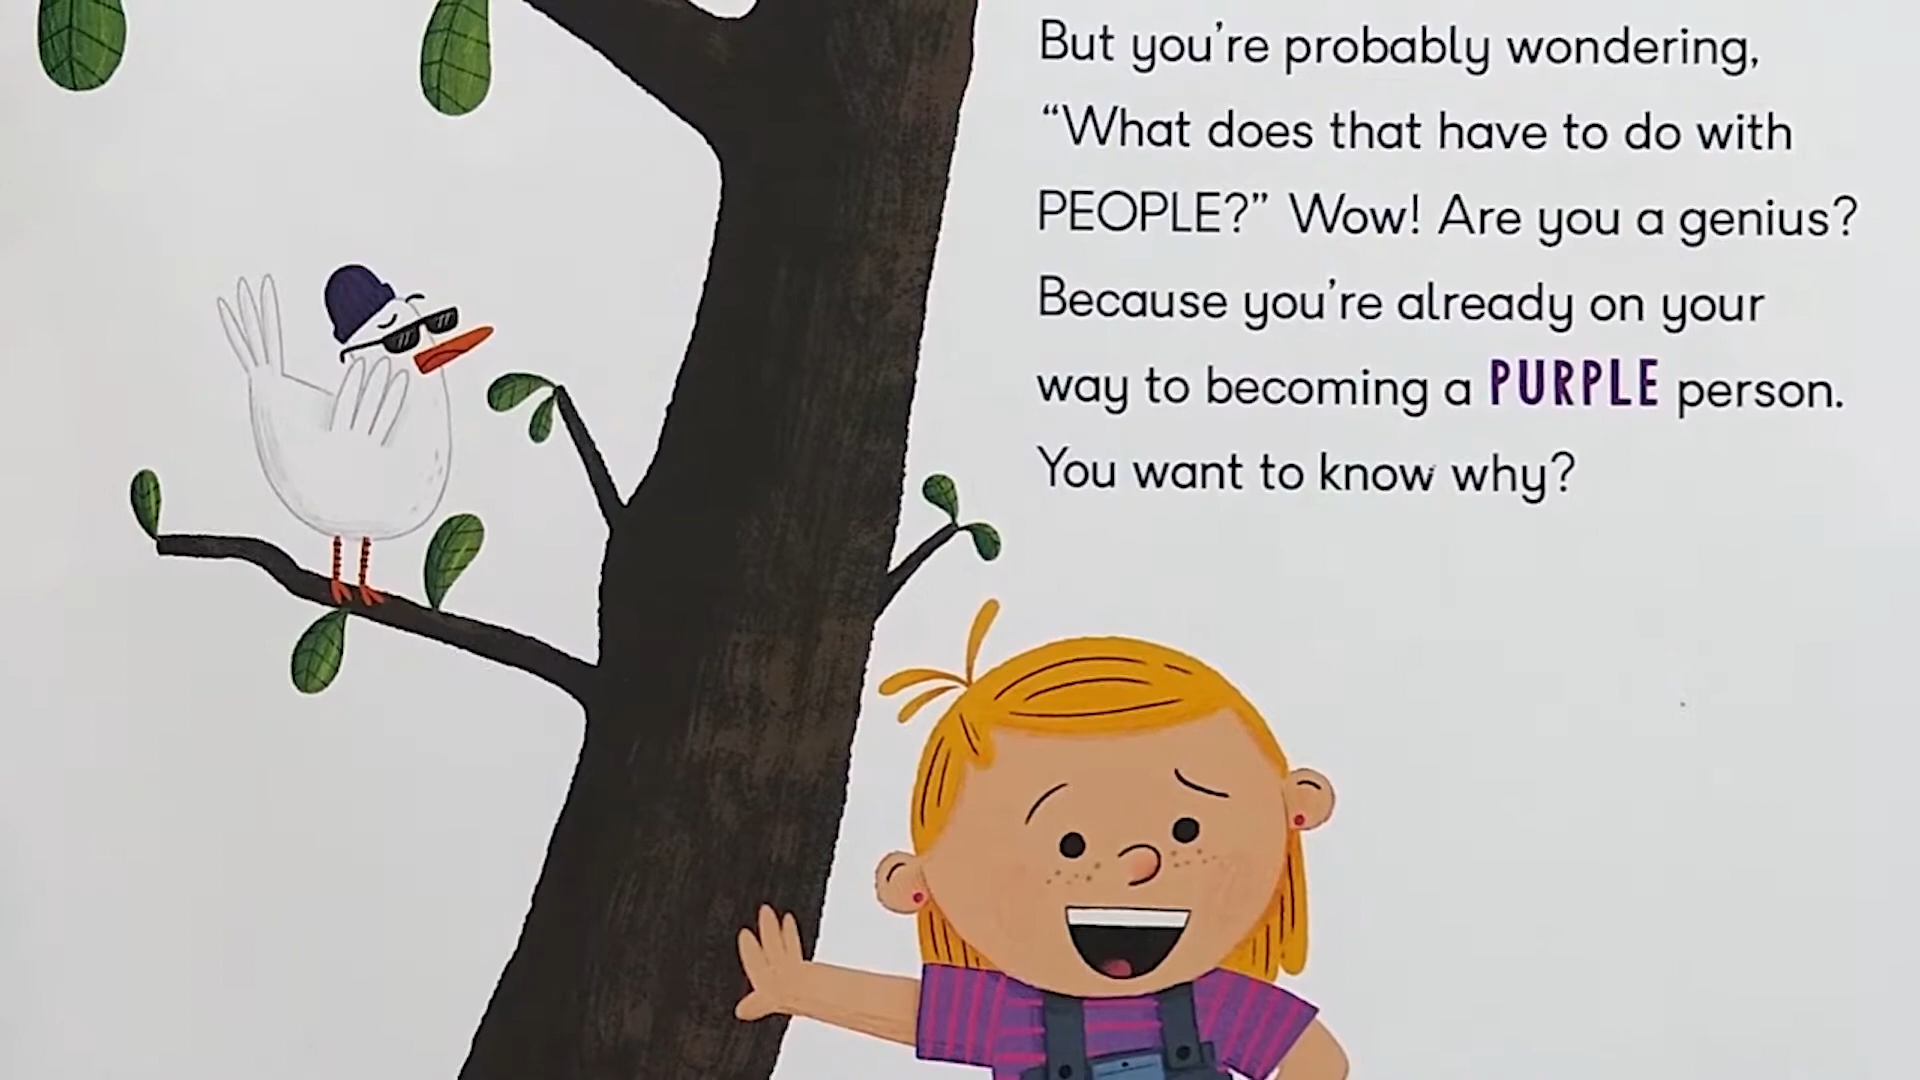 But you're probably wondering,
“What does that have to do with
PEOPLE?” Wow! Are you a genius?
Because you're already on your
way to becoming a PURPLE person.
You want to know why?